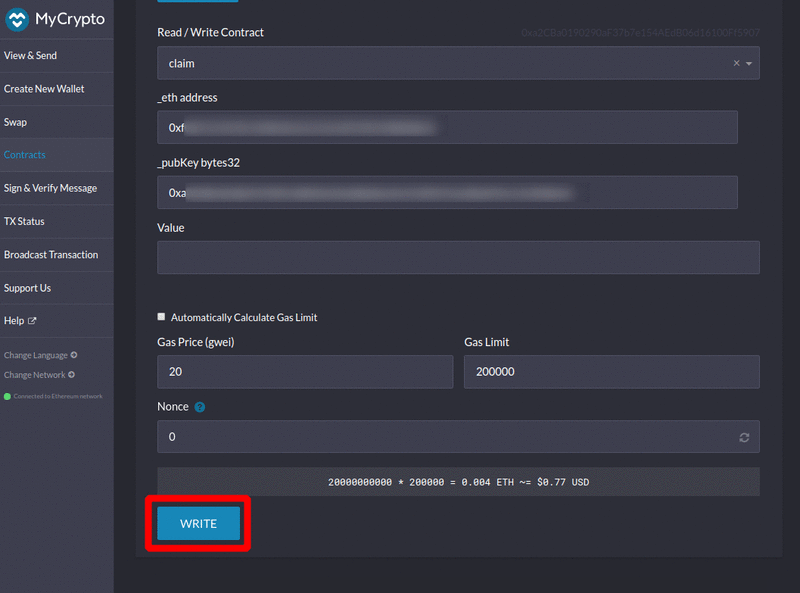 MyCrypto
View & Send
Create New Wallet
Swap
Contracts
Sign & Verify Message
TX Status
Broadcast Transaction
Support Us
Help
Change Language
Change Network
Connected to Ethereum network
Read / Write Contract
claim
_eth address
0xf
_pubKey bytes32
0xa
Value
Automatically Calculate Gas Limit
Gas Price (gwei)
Gas Limit
20
200000
Nonce
0
20000000000 * 200000 = 0.004 ETH ~= $0.77 USD
WRITE